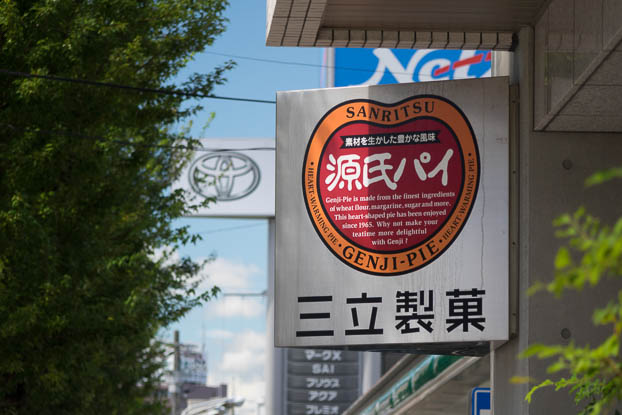 Net
SANRITSU
素材を生かした豊かな風味
源氏パイ
Genji-Pie is made from the finest ingredients
of wheat flour, margarine, sugar and more.
This heart-shaped pie has been enjoyed
since 1965. Why not make your
teatime more delightful
with Genji ?
・HEART-WARMING PIE・
・HEART-WARMING PIE・
GENJI-PIE
三立製菓
マークX
SAI
プリウス
アクア
プレミオ